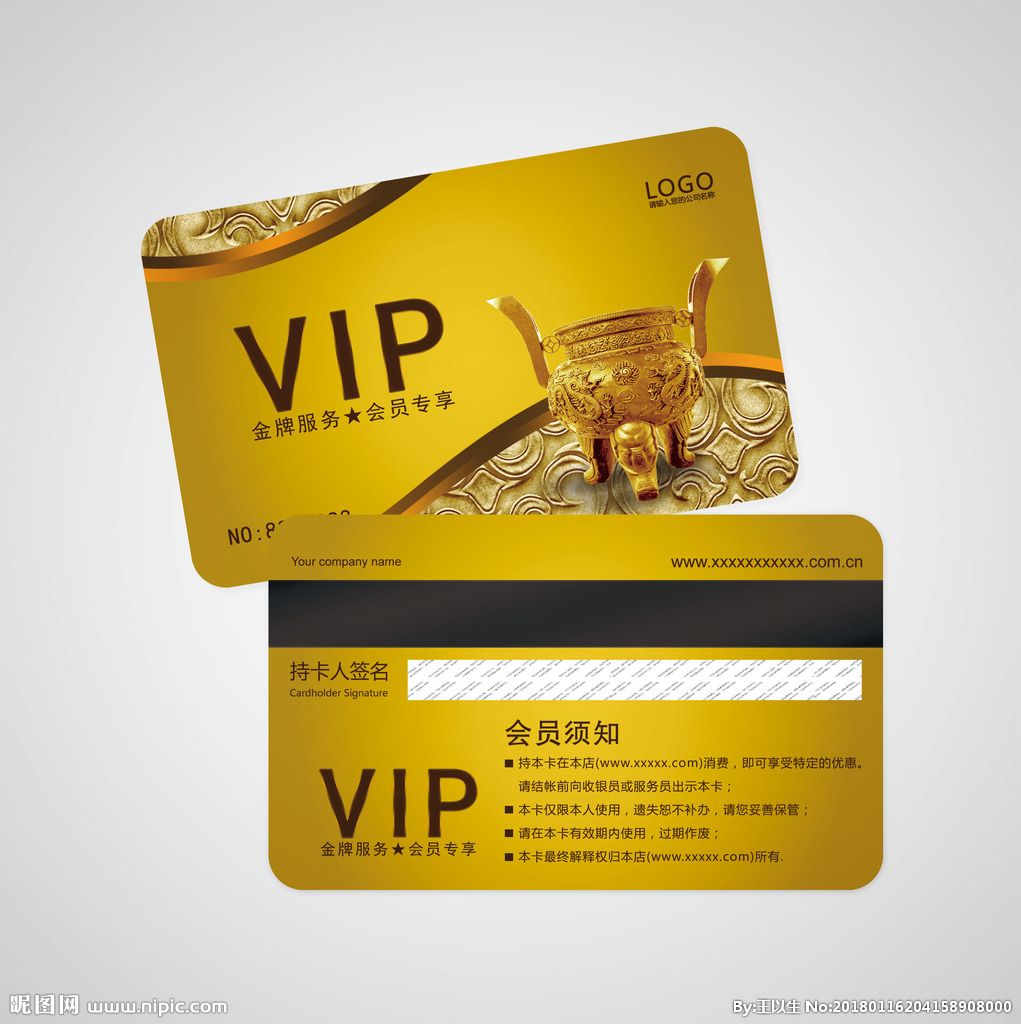 LOGO
请输入您的公司名称
VIP
金牌服务★会员专享
NO:8
Your company name
www.xxxxxxxxxxx.com.cn
持卡人签名
Cardholder Signature
会员须知
■ 持本卡在本店(www.xxxxx.com)消费，即可享受特定的优惠。
请结帐前向收银员或服务员出示本卡；
■ 本卡仅限本人使用，遗失恕不补办，请您妥善保管；
■ 请在本卡有效期内使用，过期作废；
■ 本卡最终解释权归本店(www.xxxxx.com)所有.
VIP
金牌服务★会员专享
昵图网 www.nipic.com
By:王以生 No:20180116204158908000